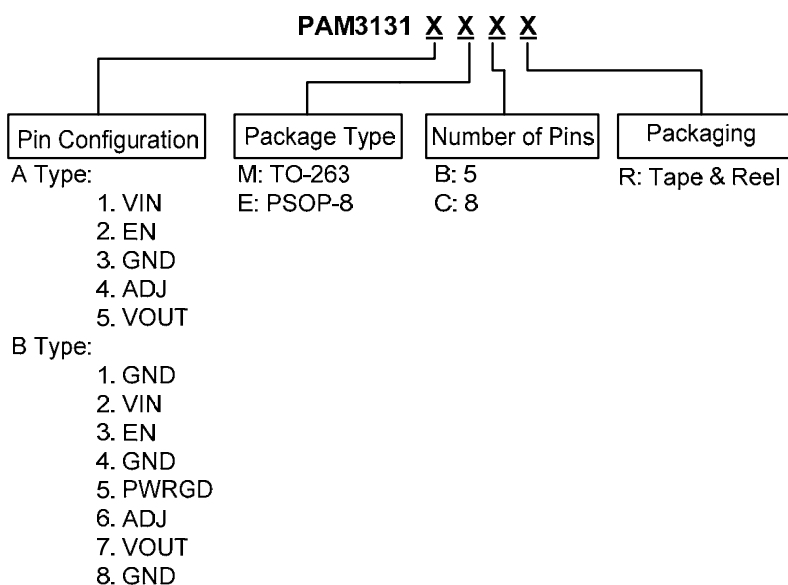 PAM3131 X X X X
Pin Configuration
Package Type
Number of Pins
Packaging
A Type:
1. VIN
2. EN
3. GND
4. ADJ
5. VOUT
B Type:
1. GND
2. VIN
3. EN
4. GND
5. PWRGD
6. ADJ
7. VOUT
8. GND
M: TO-263
E: PSOP-8
B: 5
C: 8
R: Tape & Reel